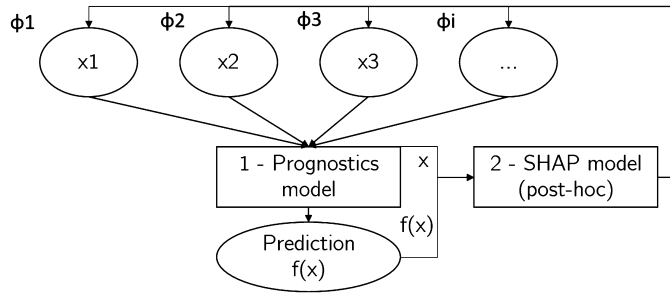 ϕ1
ϕ2
ϕ3
ϕi
x1
x2
x3
...
1 - Prognostics
model
x
2 - SHAP model
(post-hoc)
f(x)
Prediction
f(x)